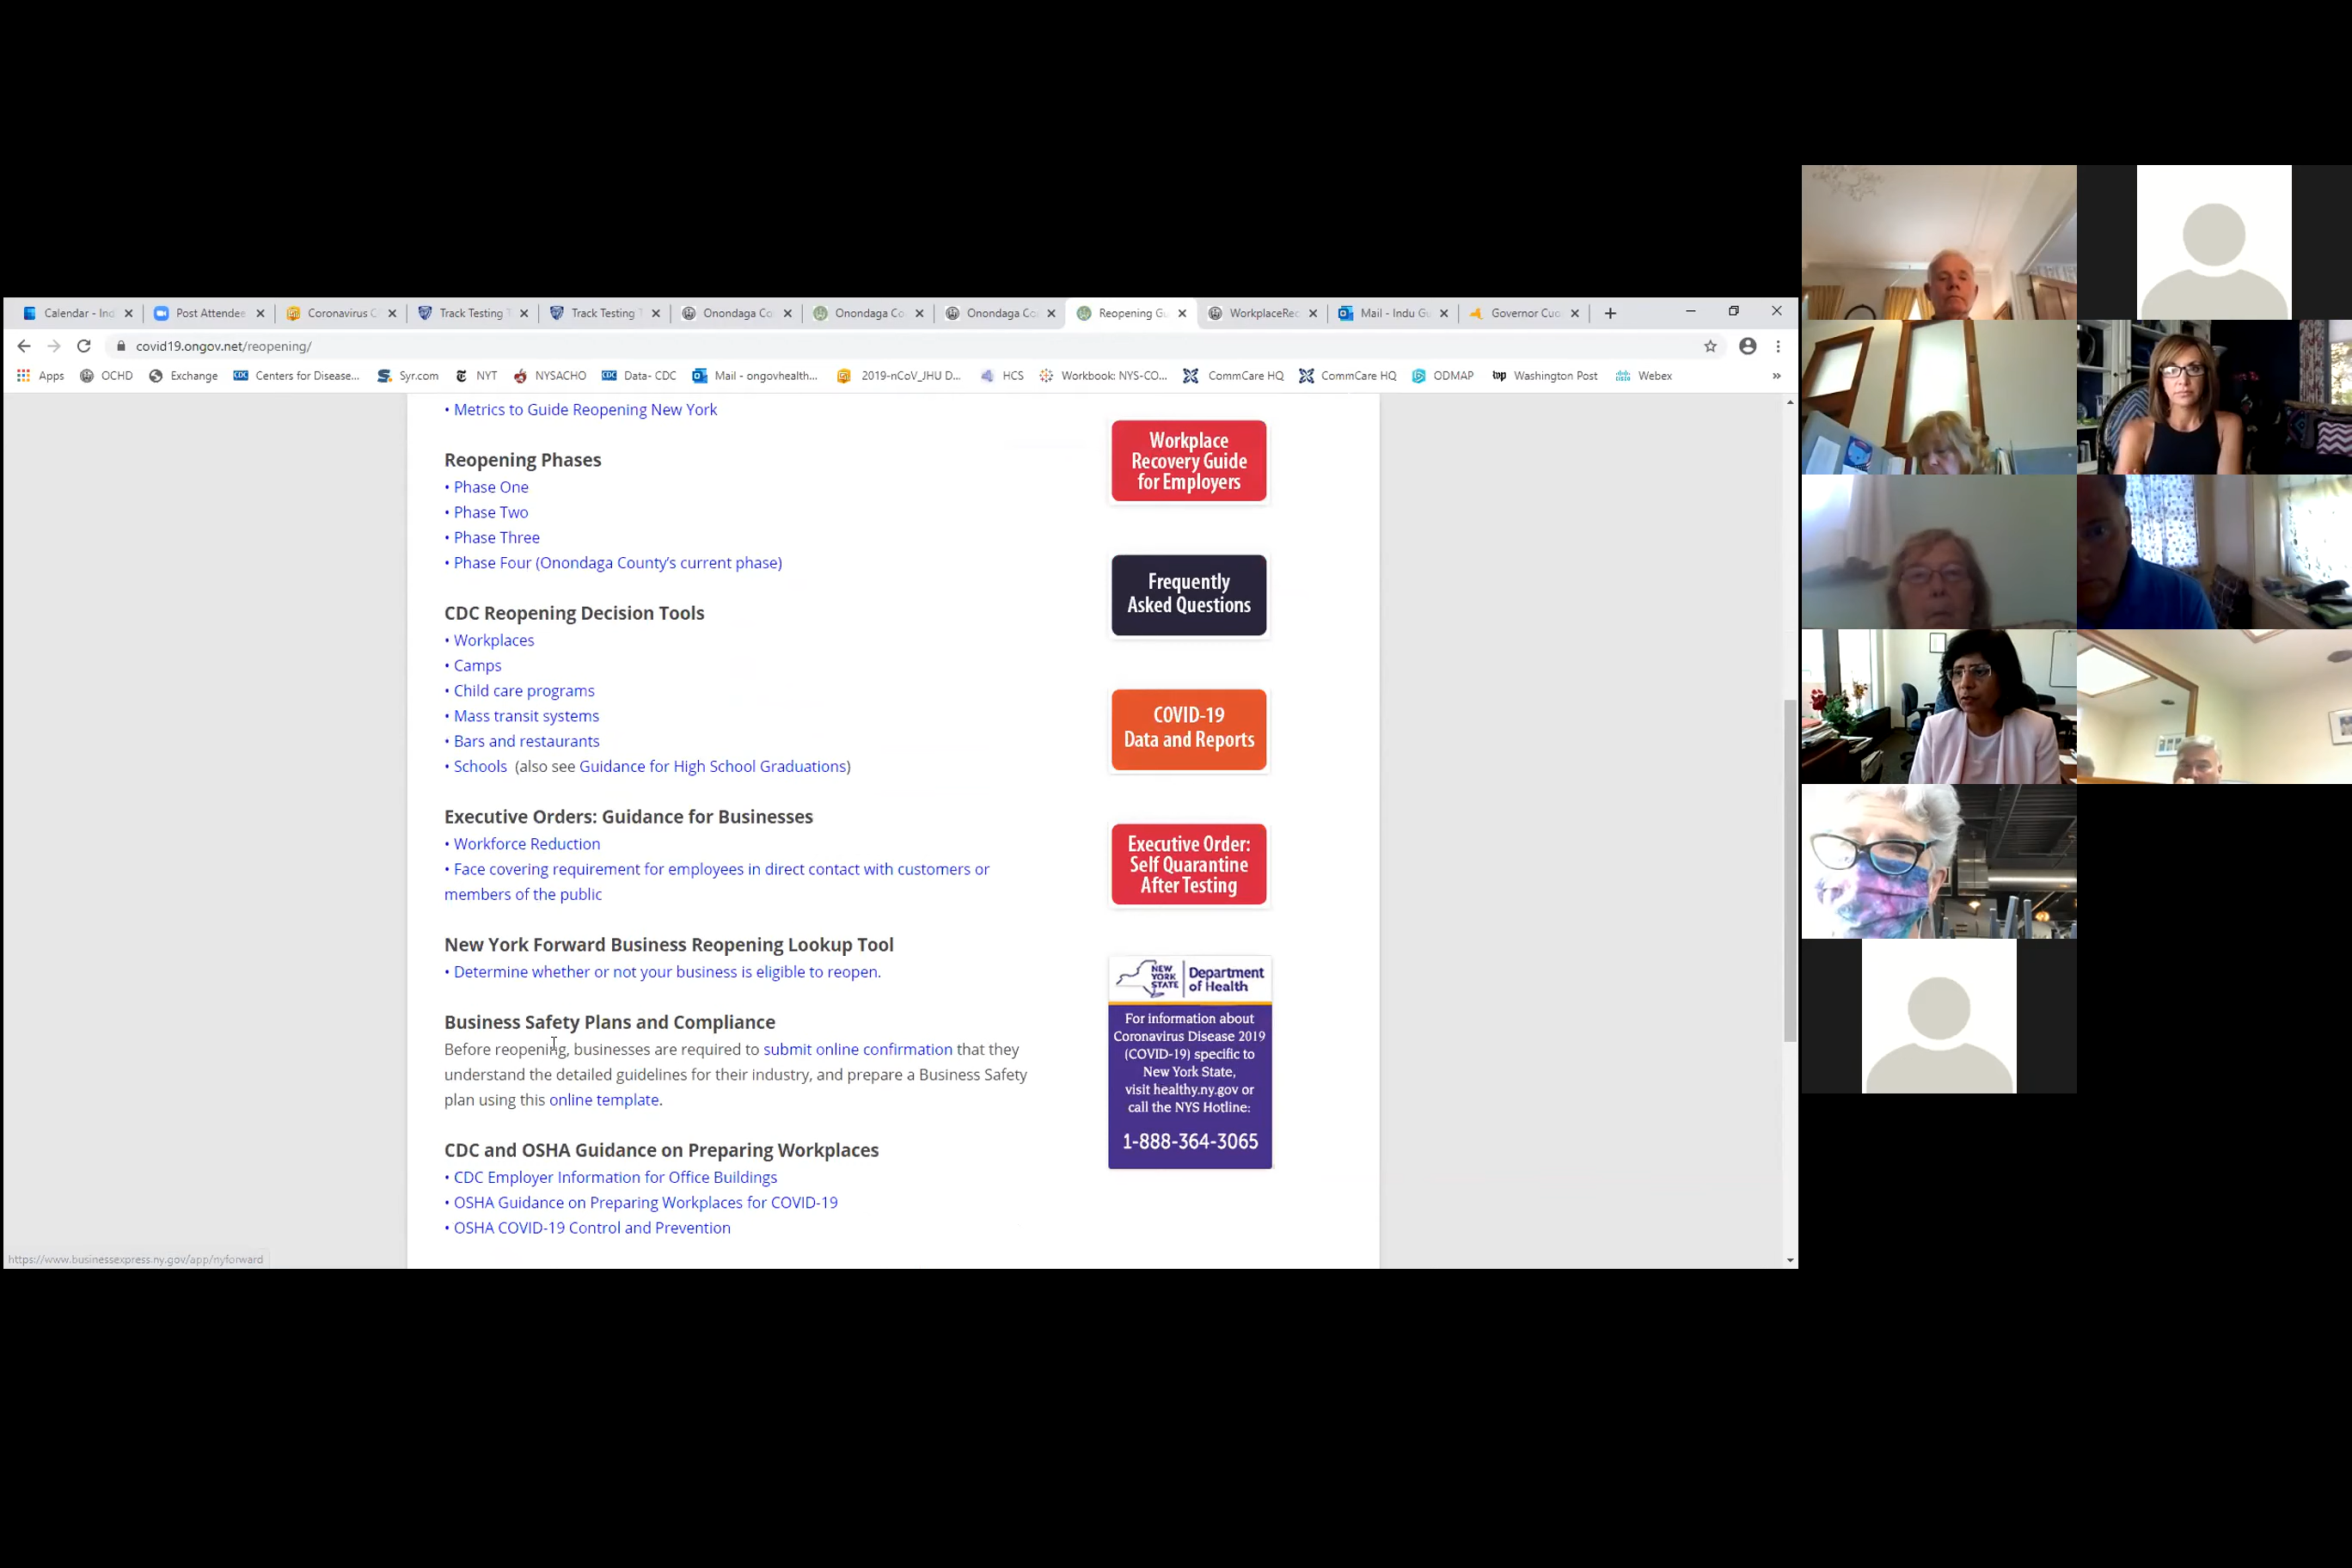 Calendar - Ind
Post Attendee
Coronavirus C
Track Testing T
Track Testing T
Onondaga Co
Onondaga Co
Onondaga Co
Reopening Gu
WorkplaceRec
Mail - Indu Gu
Governor Cuo
covid19.ongov.net/reopening/
Apps
OCHD
Exchange
CDC Centers for Disease...
Syr.com
NYT
NYSACHO
CDC Data- CDC
Mail - ongovhealth...
2019-nCoV_JHU D...
HCS
Workbook: NYS-CO...
CommCare HQ
CommCare HQ
ODMAP
wp Washington Post
Webex
»
• Metrics to Guide Reopening New York
Reopening Phases
• Phase One
• Phase Two
• Phase Three
• Phase Four (Onondaga County's current phase)
CDC Reopening Decision Tools
• Workplaces
• Camps
• Child care programs
• Mass transit systems
• Bars and restaurants
• Schools (also see Guidance for High School Graduations)
Executive Orders: Guidance for Businesses
• Workforce Reduction
• Face covering requirement for employees in direct contact with customers or
members of the public
New York Forward Business Reopening Lookup Tool
• Determine whether or not your business is eligible to reopen.
Business Safety Plans and Compliance
Before reopening, businesses are required to submit online confirmation that they
understand the detailed guidelines for their industry, and prepare a Business Safety
plan using this online template.
CDC and OSHA Guidance on Preparing Workplaces
• CDC Employer Information for Office Buildings
• OSHA Guidance on Preparing Workplaces for COVID-19
• OSHA COVID-19 Control and Prevention
Workplace
Recovery Guide
for Employers
Frequently
Asked Questions
COVID-19
Data and Reports
Executive Order:
Self Quarantine
After Testing
NEW
YORK
STATE
Department
of Health
For information about
Coronavirus Disease 2019
(COVID-19) specific to
New York State,
visit healthy.ny.gov or
call the NYS Hotline:
1-888-364-3065
https://www.businessexpress.ny.gov/app/nyforward